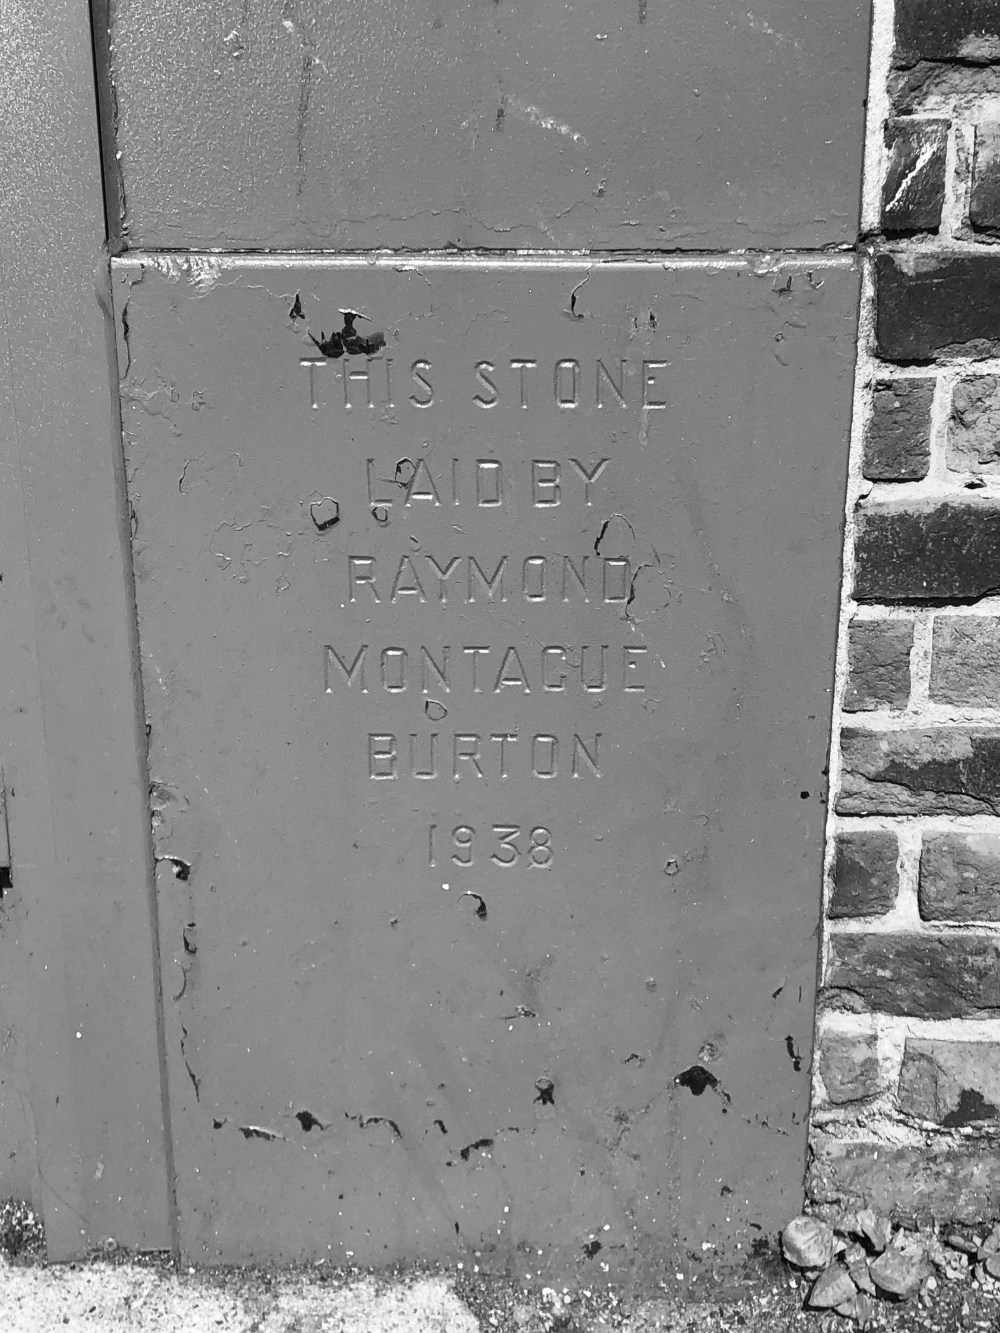 THIS STONE
LAID BY
RAYMOND
MONTAGUE
BURTON
1938